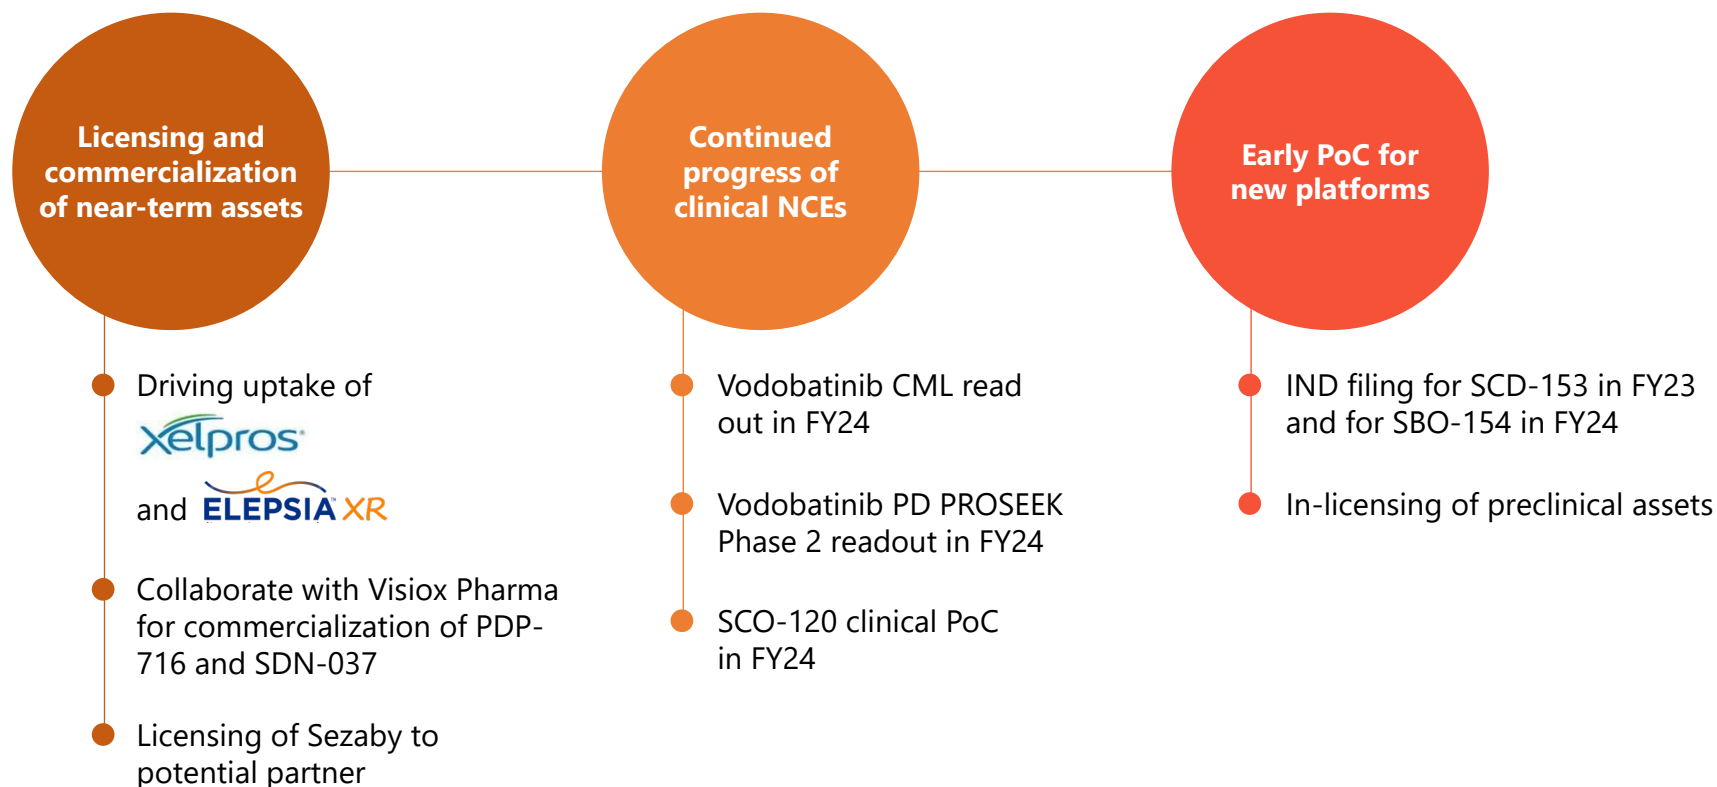 Licensing and
commercialization
of near-term assets
Driving uptake of
Xelpros®
and ELEPSIA™ XR
Collaborate with Visiox Pharma
for commercialization of PDP-
716 and SDN-037
Licensing of Sezaby to
potential partner
Continued
progress of
clinical NCEs
Vodobatinib CML read
out in FY24
Vodobatinib PD PROSEEK
Phase 2 readout in FY24
SCO-120 clinical PoC
in FY24
Early PoC for
new platforms
IND filing for SCD-153 in FY23
and for SBO-154 in FY24
In-licensing of preclinical assets